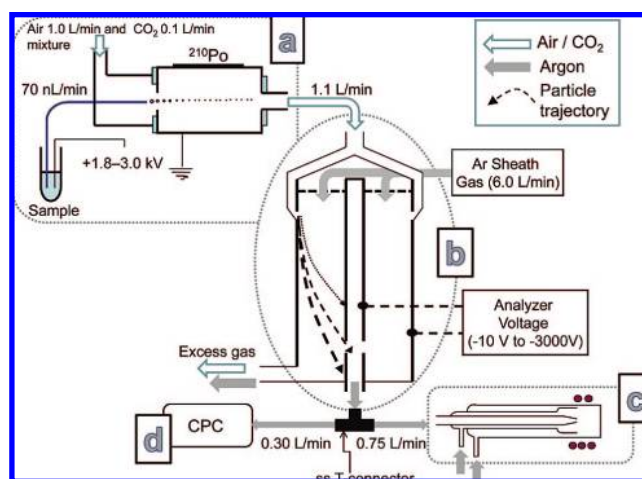 Air 1.0 L/min and CO₂ 0.1 L/min
mixture
a
²¹⁰Po
70 nL/min
1.1 L/min
+1.8–3.0 kV
Sample
Air / CO₂
Argon
Particle
trajectory
Ar Sheath
Gas (6.0 L/min)
b
Analyzer
Voltage
(-10 V to -3000V)
Excess gas
c
d
CPC
0.30 L/min
0.75 L/min
ss T connector